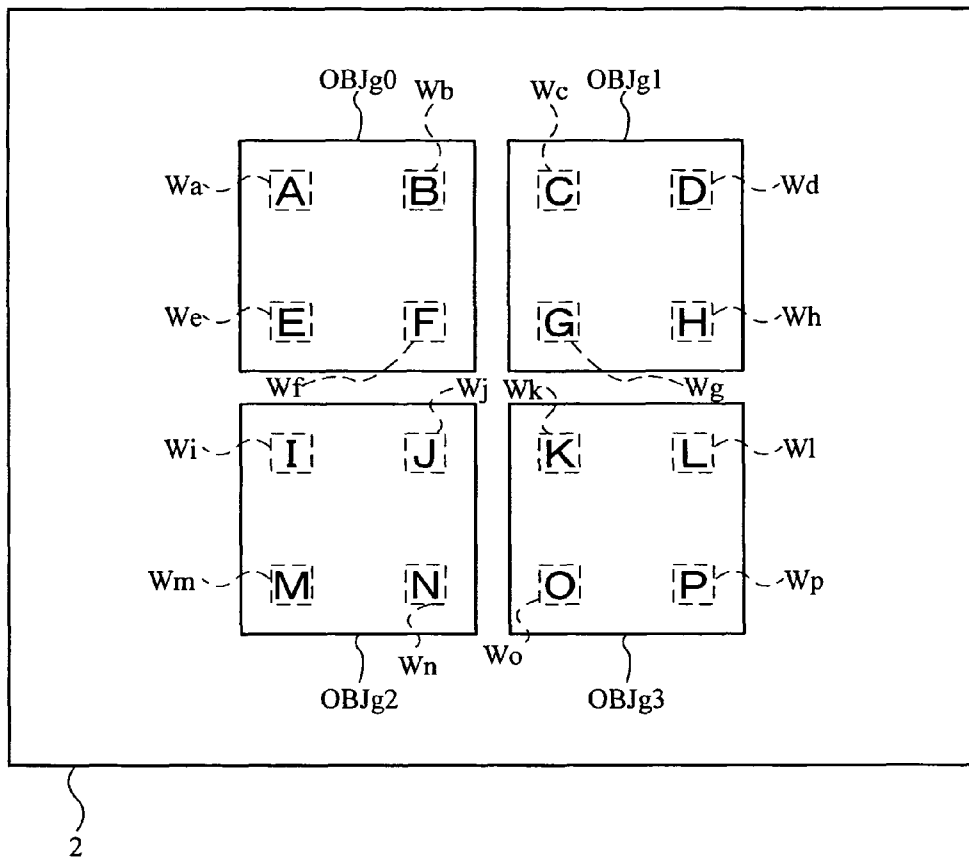 OBJg0 Wb Wc OBJg1
Wa A B C D Wd
We E F G H Wh
Wf Wj Wk Wg
Wi I J K L Wl
Wm M N O P Wp
Wn Wo
OBJg2 OBJg3
2